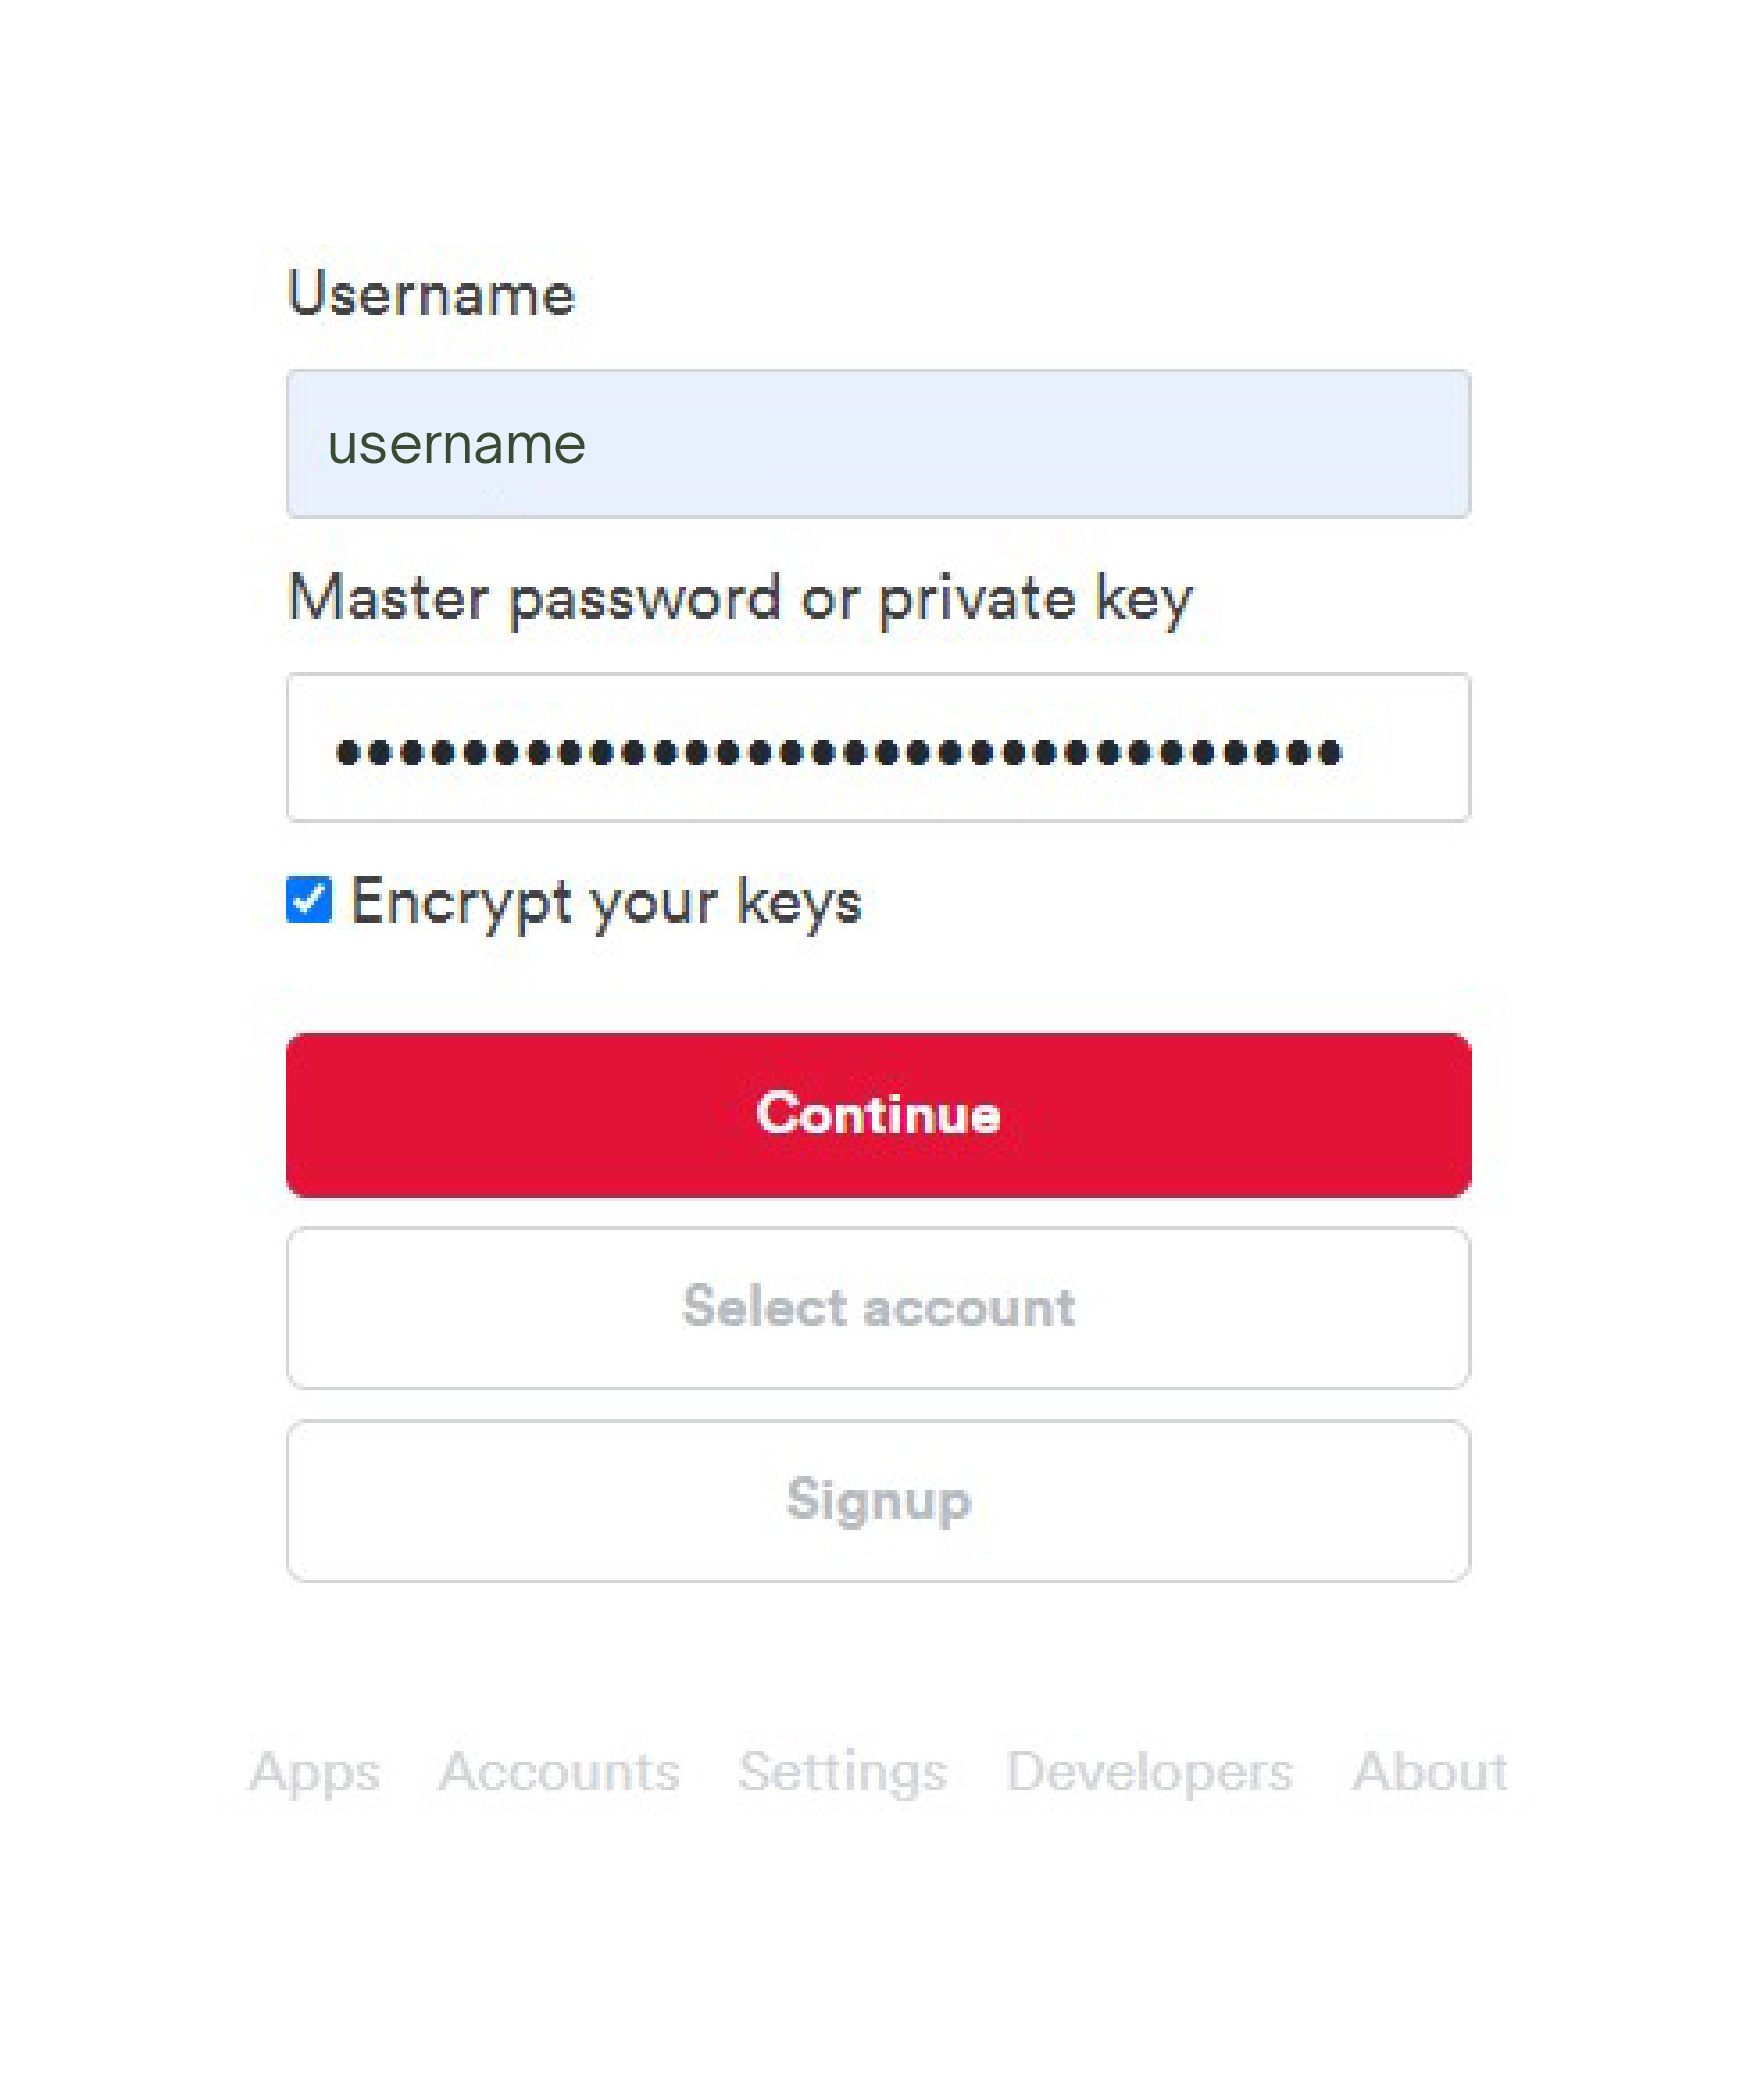 Username
username
Master password or private key
Encrypt your keys
Continue
Select account
Signup
Apps Accounts Settings Developers About